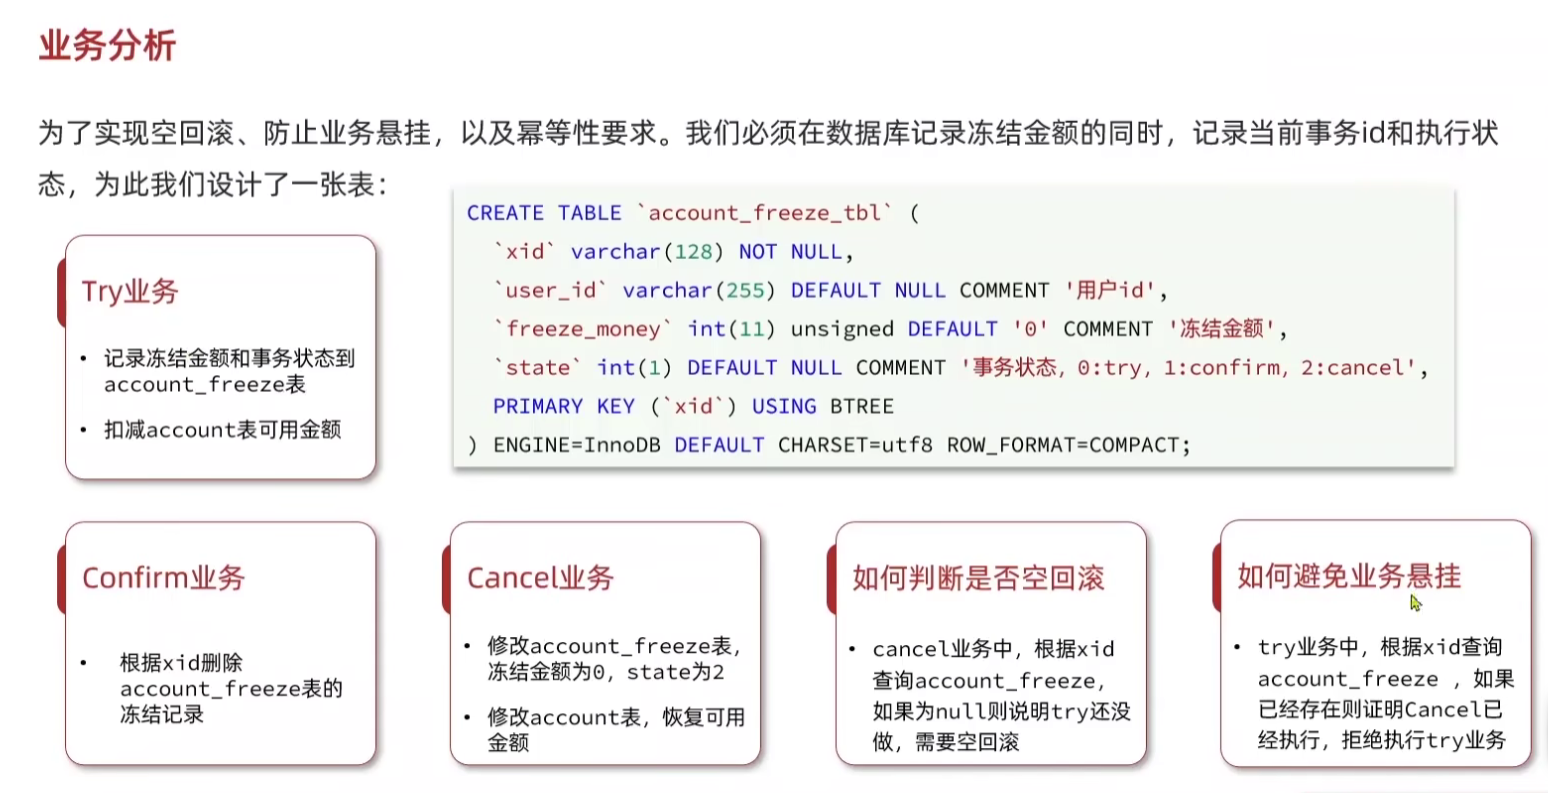 业务分析
为了实现空回滚、防止业务悬挂，以及幂等性要求。我们必须在数据库记录冻结金额的同时，记录当前事务id和执行状
态，为此我们设计了一张表：
CREATE TABLE `account_freeze_tbl` (
`xid` varchar(128) NOT NULL,
`user_id` varchar(255) DEFAULT NULL COMMENT '用户id',
`freeze_money` int(11) unsigned DEFAULT '0' COMMENT '冻结金额',
`state` int(1) DEFAULT NULL COMMENT '事务状态，0:try，1:confirm，2:cancel',
PRIMARY KEY (`xid`) USING BTREE
) ENGINE=InnoDB DEFAULT CHARSET=utf8 ROW_FORMAT=COMPACT;
Try业务
• 记录冻结金额和事务状态到
account_freeze表
• 扣减account表可用金额
Confirm业务
• 根据xid删除
account_freeze表的
冻结记录
Cancel业务
• 修改account_freeze表，
冻结金额为0，state为2
• 修改account表，恢复可用
金额
如何判断是否空回滚
• cancel业务中，根据xid
查询account_freeze，
如果为null则说明try还没
做，需要空回滚
如何避免业务悬挂
• try业务中，根据xid查询
account_freeze ，如果
已经存在则证明Cancel已
经执行，拒绝执行try业务